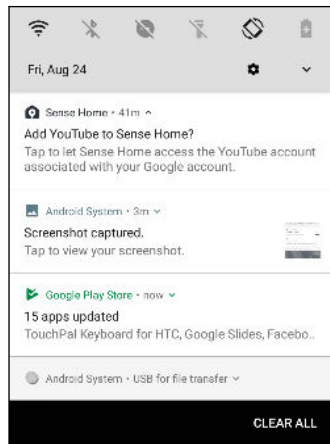 Fri, Aug 24
Sense Home • 41m
Add YouTube to Sense Home?
Tap to let Sense Home access the YouTube account
associated with your Google account.
Android System • 3m
Screenshot captured.
Tap to view your screenshot.
Google Play Store • now
15 apps updated
TouchPal Keyboard for HTC, Google Slides, Facebo..
Android System • USB for file transfer
CLEAR ALL